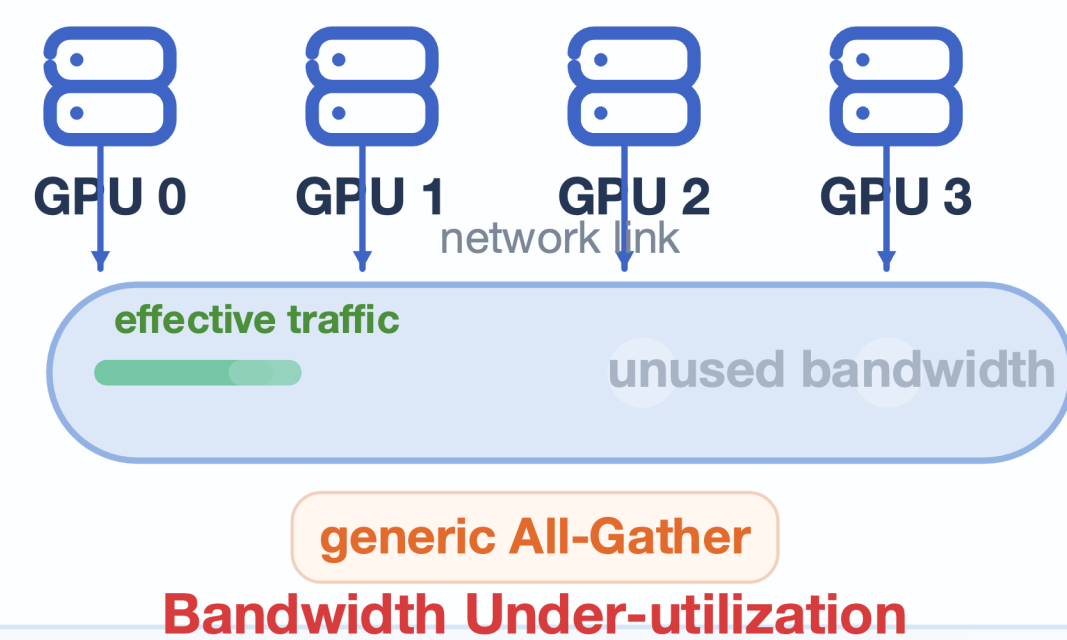 GPU 0 GPU 1 GPU 2 GPU 3
network link
effective traffic
unused bandwidth
generic All-Gather
Bandwidth Under-utilization